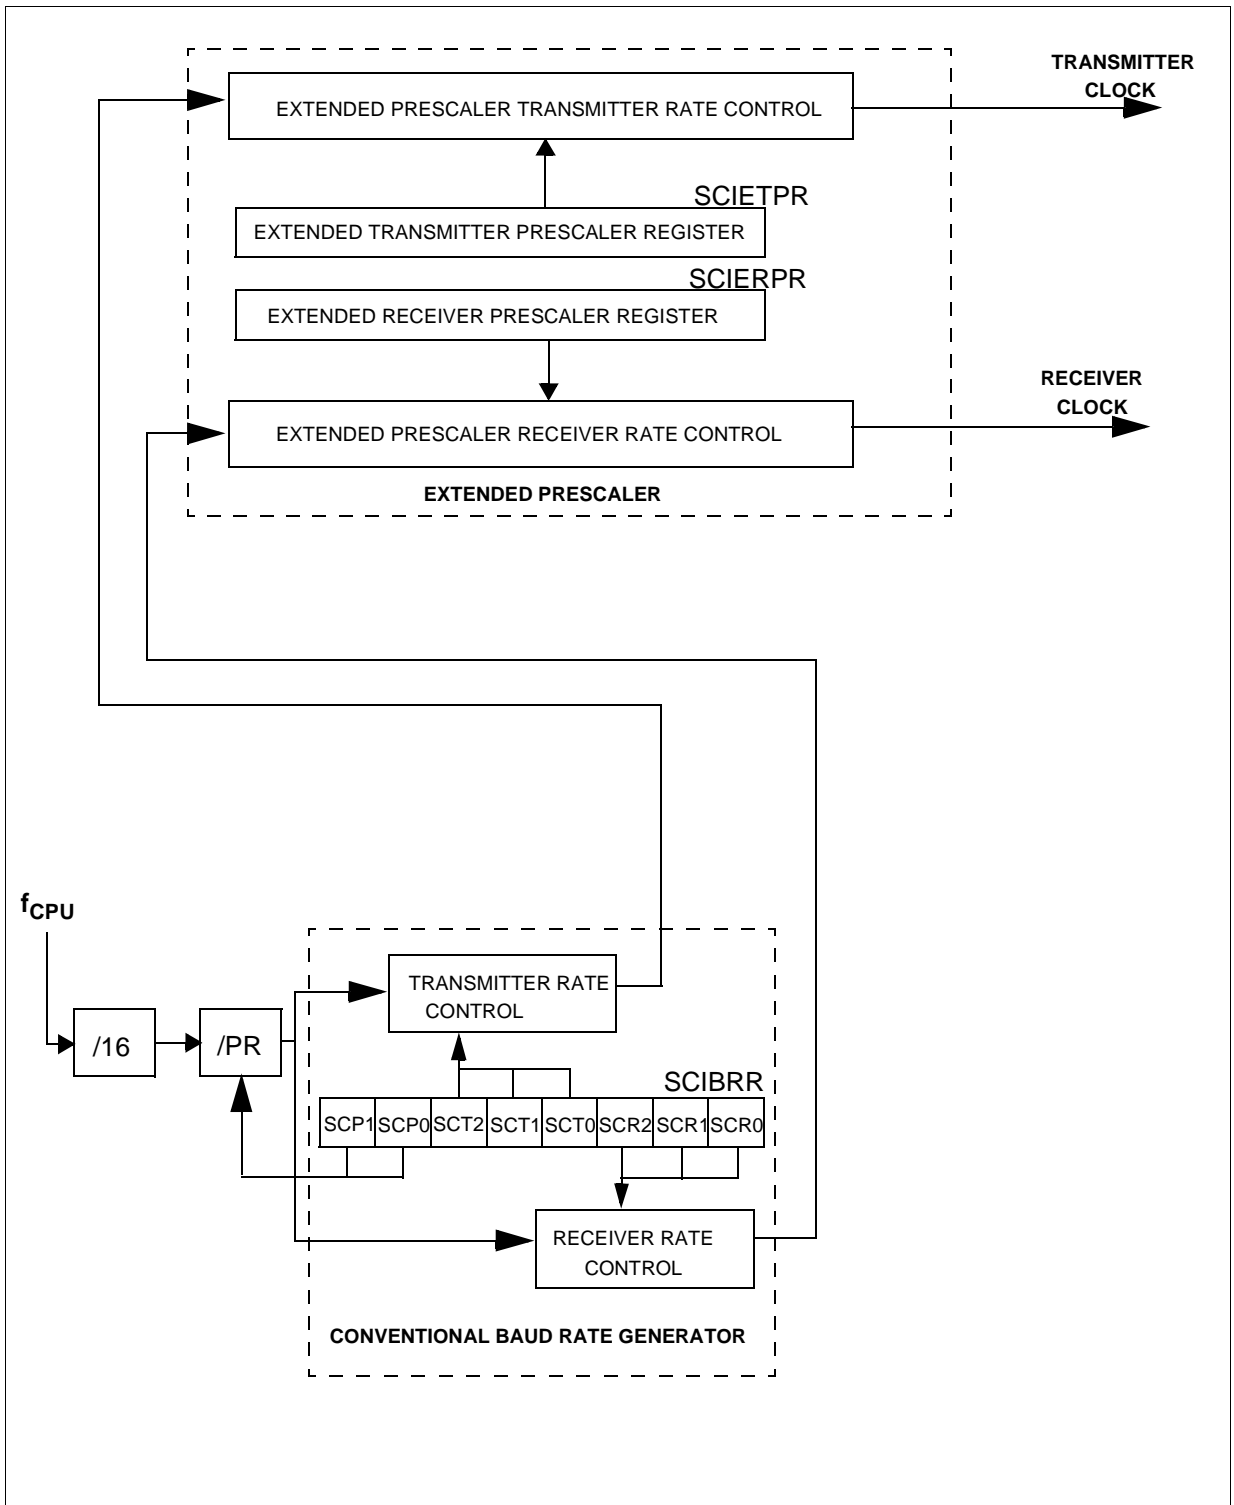 TRANSMITTER
CLOCK
EXTENDED PRESCALER TRANSMITTER RATE CONTROL
SCIETPR
EXTENDED TRANSMITTER PRESCALER REGISTER
SCIERPR
EXTENDED RECEIVER PRESCALER REGISTER
RECEIVER
CLOCK
EXTENDED PRESCALER RECEIVER RATE CONTROL
EXTENDED PRESCALER
fCPU
TRANSMITTER RATE
CONTROL
/16
/PR
SCIBRR
SCP1 SCP0 SCT2 SCT1 SCT0 SCR2 SCR1 SCR0
RECEIVER RATE
CONTROL
CONVENTIONAL BAUD RATE GENERATOR